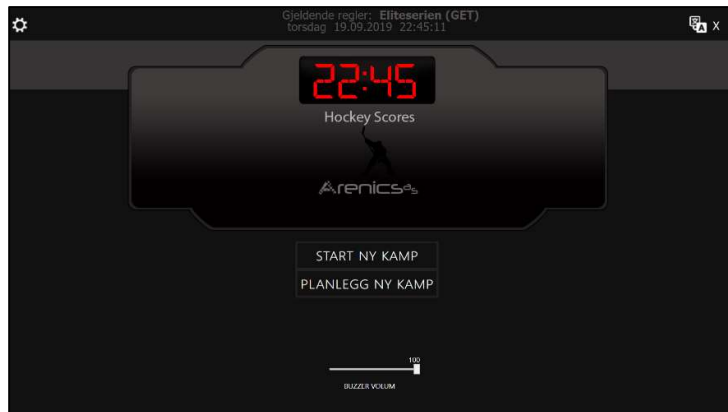 Gjeldende regler: Eliteserien (GET)
torsdag 19.09.2019 22:45:11
X
22:45
Hockey Scores
Arenics as
START NY KAMP
PLANLEGG NY KAMP
100
BUZZER VOLUM